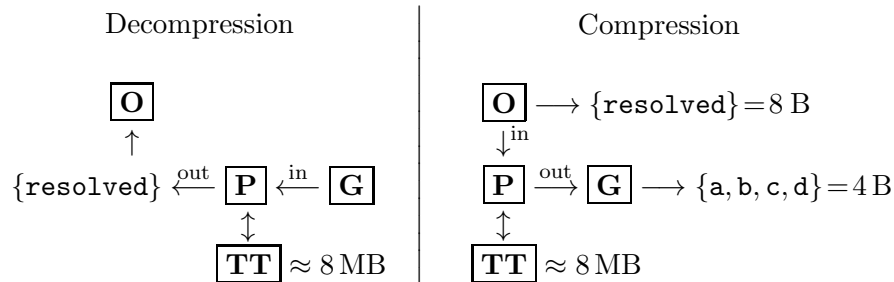 Decompression
O
↑
{resolved} ←out P ←in G
↕
TT ≈ 8 MB
Compression
O ⟶ {resolved} = 8 B
↓in
P out⟶ G ⟶ {a, b, c, d} = 4 B
↕
TT ≈ 8 MB